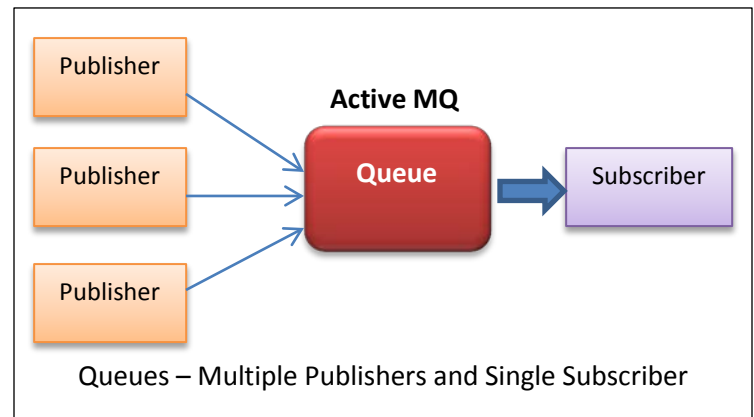 Publisher
Active MQ
Publisher
Queue
Subscriber
Publisher
Queues – Multiple Publishers and Single Subscriber